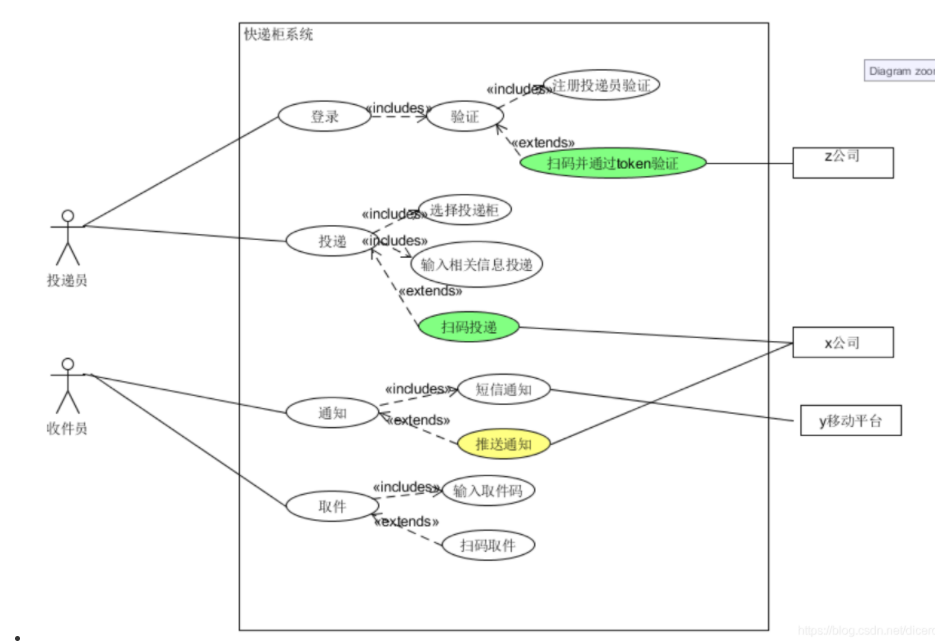 快递柜系统
Diagram zoo
«includes»
注册投递员验证
登录
«includes»
验证
«extends»
扫码并通过token验证
z公司
«includes»
选择投递柜
投递
«includes»
输入相关信息投递
投递员
«extends»
扫码投递
x公司
«includes»
短信通知
通知
«extends»
y移动平台
收件员
推送通知
«includes»
输入取件码
取件
«extends»
扫码取件